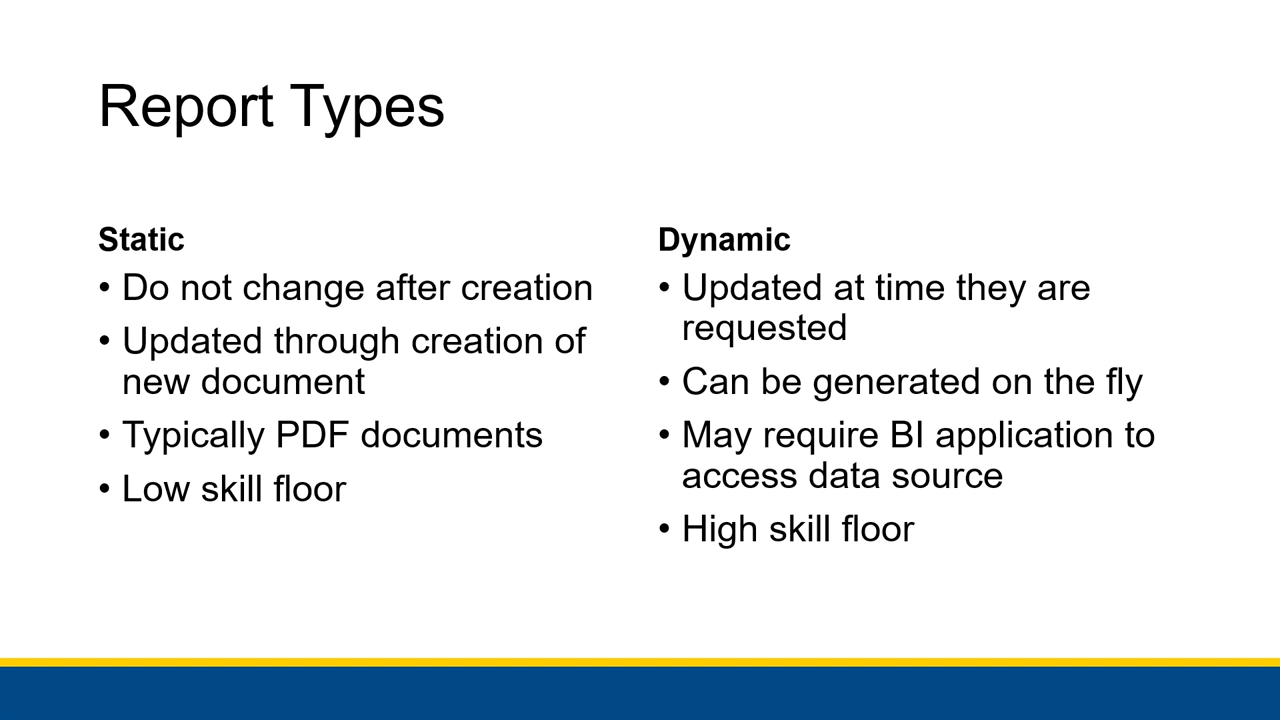 Report Types
Static
• Do not change after creation
• Updated through creation of
new document
• Typically PDF documents
• Low skill floor
Dynamic
• Updated at time they are
requested
• Can be generated on the fly
• May require BI application to
access data source
• High skill floor